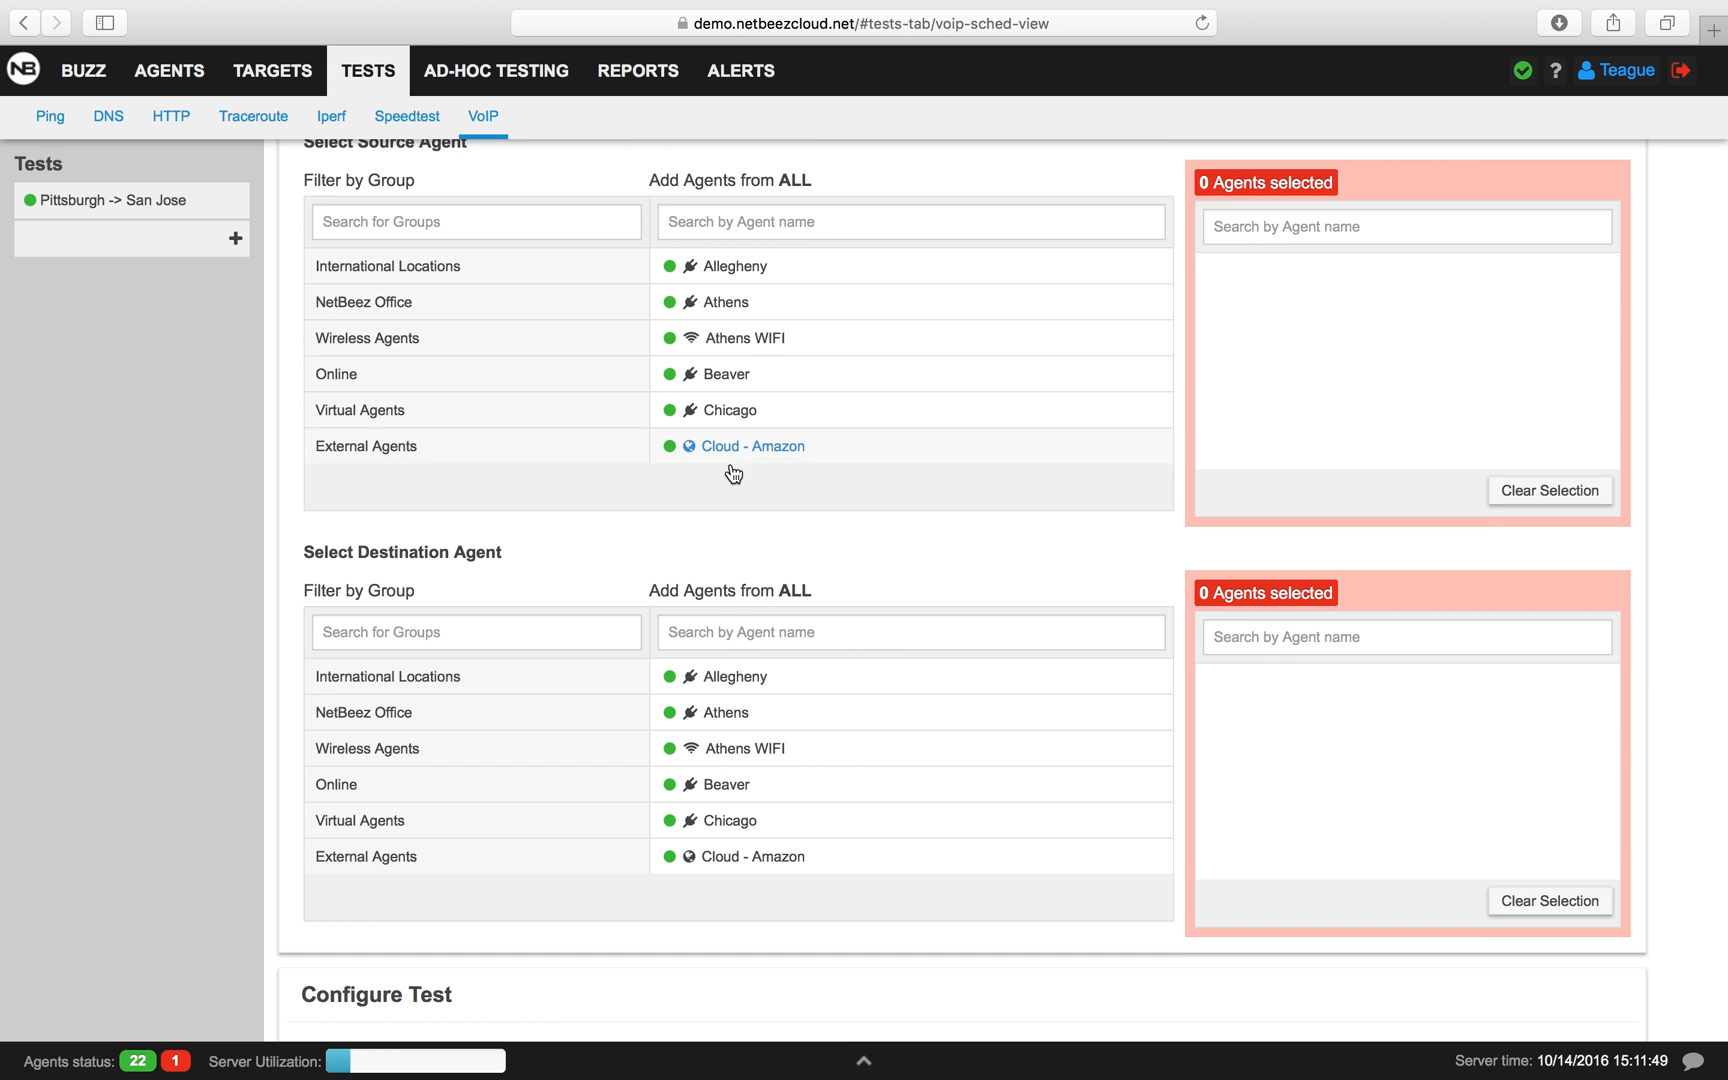 demo.netbeezcloud.net/#tests-tab/voip-sched-view
NB BUZZ AGENTS TARGETS TESTS AD-HOC TESTING REPORTS ALERTS ? Teague
Ping DNS HTTP Traceroute Iperf Speedtest VoIP
Tests
Pittsburgh -> San Jose
+
Select Source Agent
Filter by Group Add Agents from ALL
0 Agents selected
Search for Groups Search by Agent name
Search by Agent name
International Locations Allegheny
NetBeez Office Athens
Wireless Agents Athens WIFI
Online Beaver
Virtual Agents Chicago
External Agents Cloud - Amazon
Clear Selection
Select Destination Agent
Filter by Group Add Agents from ALL
0 Agents selected
Search for Groups Search by Agent name
Search by Agent name
International Locations Allegheny
NetBeez Office Athens
Wireless Agents Athens WIFI
Online Beaver
Virtual Agents Chicago
External Agents Cloud - Amazon
Clear Selection
Configure Test
Agents status: 22 1 Server Utilization: Server time: 10/14/2016 15:11:49